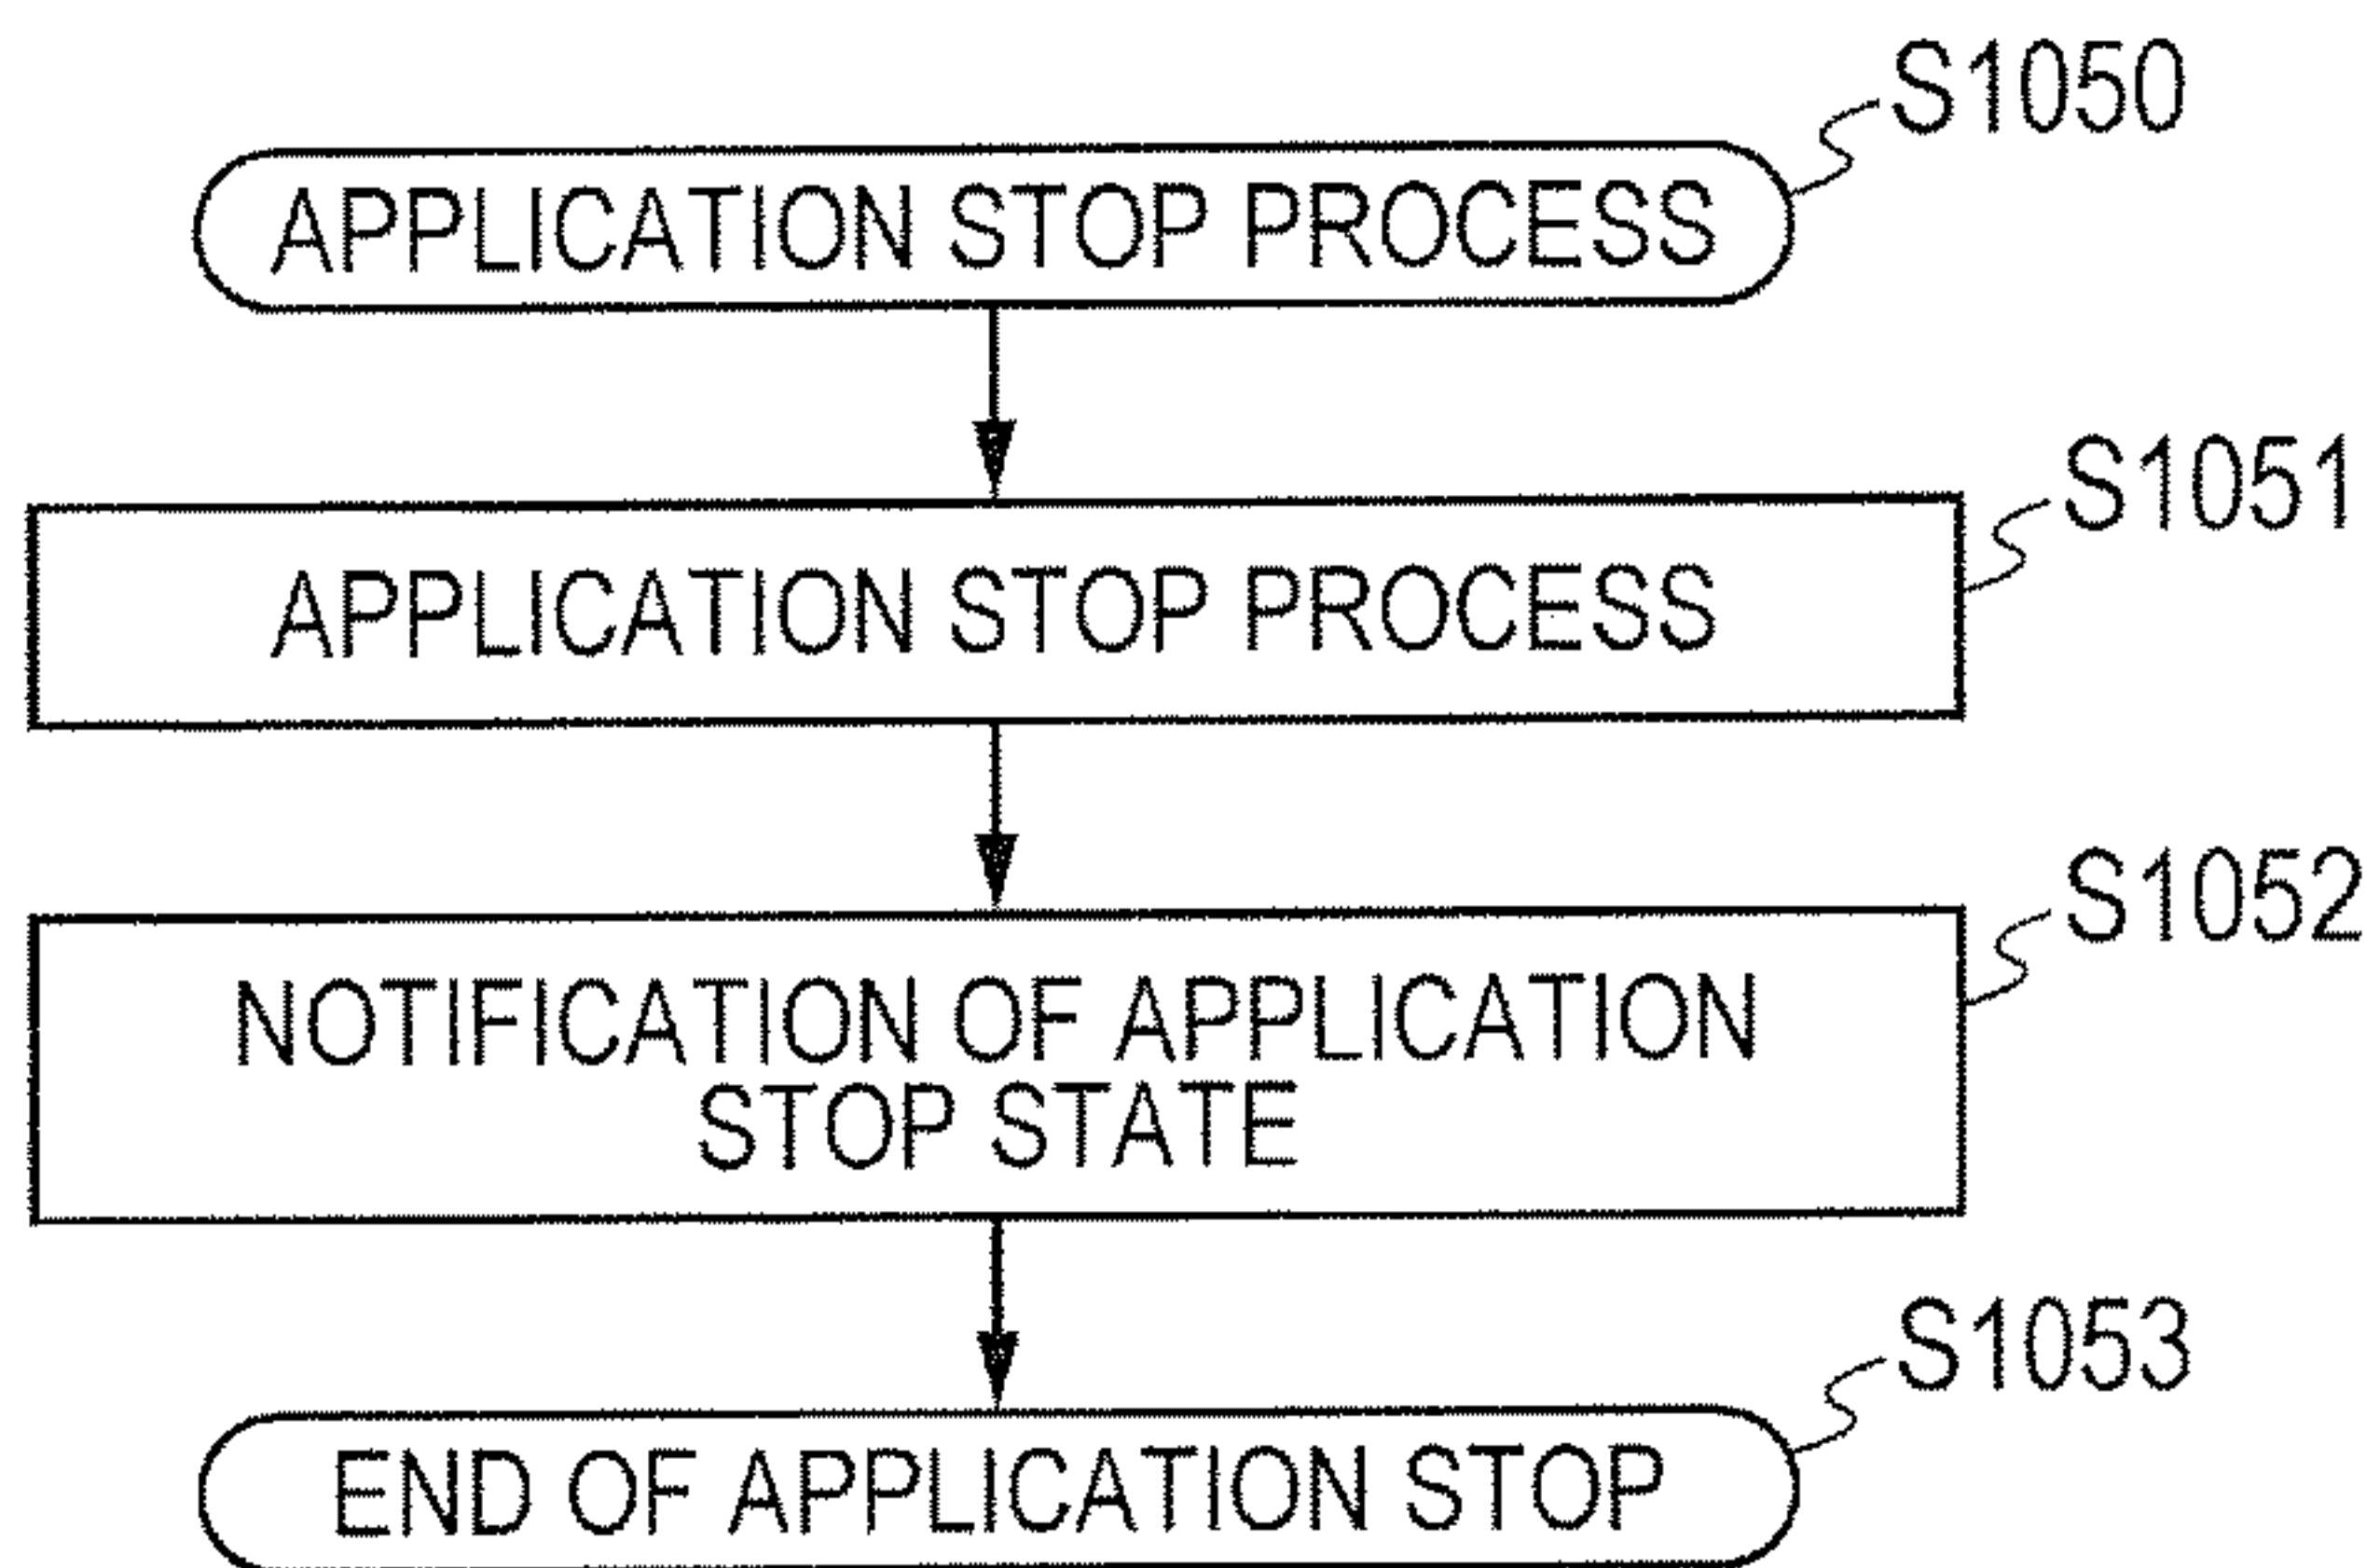 S1050
APPLICATION STOP PROCESS
S1051
APPLICATION STOP PROCESS
S1052
NOTIFICATION OF APPLICATION
STOP STATE
S1053
END OF APPLICATION STOP